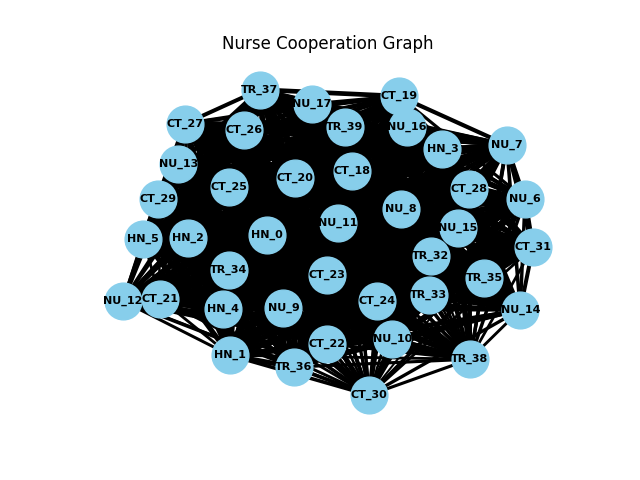 Nurse Cooperation Graph
TR_37
NU_17
CT_19
CT_27
CT_26
TR_39
NU_16
HN_3
NU_7
NU_13
CT_20
CT_18
CT_25
CT_28
NU_6
CT_29
NU_8
NU_11
NU_15
HN_5
HN_2
HN_0
CT_31
TR_32
TR_34
CT_23
TR_35
NU_12
CT_21
HN_4
NU_9
CT_24
TR_33
NU_14
CT_22
NU_10
HN_1
TR_36
TR_38
CT_30